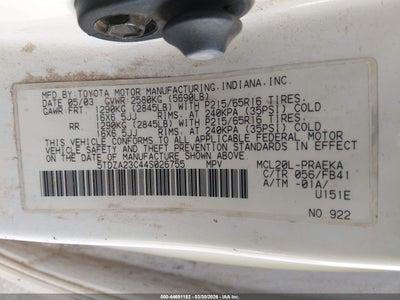 MFD.BY:TOYOTA MOTOR MANUFACTURING,INDIANA,INC.
DATE 05/03 GVWR:2580KG (5690LB)
GAWR FRT 1290KG (2845LB) WITH P215/65R16 TIRES,
16X6.5JJ RIMS, AT 240KPA (35PSI) COLD
RR 1290KG (2845LB) WITH P215/65R16 TIRES,
16X6.5JJ RIMS, AT 240KPA (35PSI) COLD
THIS VEHICLE CONFORMS TO ALL APPLICABLE FEDERAL MOTOR
VEHICLE SAFETY AND THEFT PREVENTION STANDARDS IN EFFECT
ON THE DATE OF MANUFACTURE SHOWN ABOVE.
5TDZA23C44S026755 MPV
MCL20L-PRAEKA
C/TR 056/FB41
A/TM -01A/
U151E
NO. 922
000-44691182 - 03/30/2026 - IAA Holdings, LLC